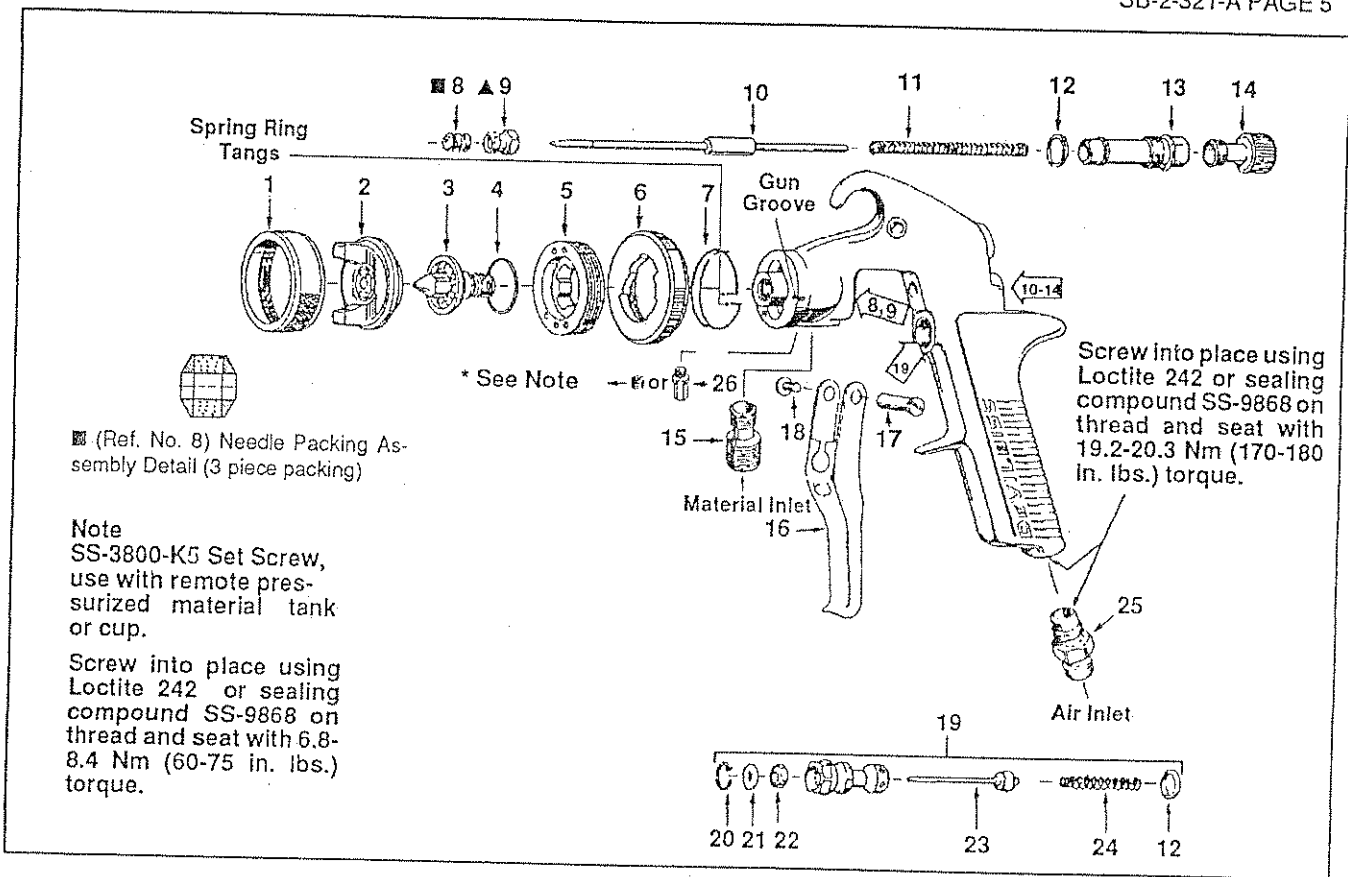 SB-2-321-A PAGE 5
■ 8 ▲ 9
10
11
12
13
14
Spring Ring
Tangs
1
2
3
4
5
6
7
Gun
Groove
10-14
8,9
19
* See Note
or
26
18
17
15
Material Inlet
16
Screw into place using
Loctite 242 or sealing
compound SS-9868 on
thread and seat with
19.2-20.3 Nm (170-180
in. lbs.) torque.
■ (Ref. No. 8) Needle Packing As-
sembly Detail (3 piece packing)
Note
SS-3800-K5 Set Screw,
use with remote pres-
surized material tank
or cup.
Screw into place using
Loctite 242 or sealing
compound SS-9868 on
thread and seat with 6.8-
8.4 Nm (60-75 in. lbs.)
torque.
DEVILBISS
25
Air Inlet
19
20 21 22
23
24
12